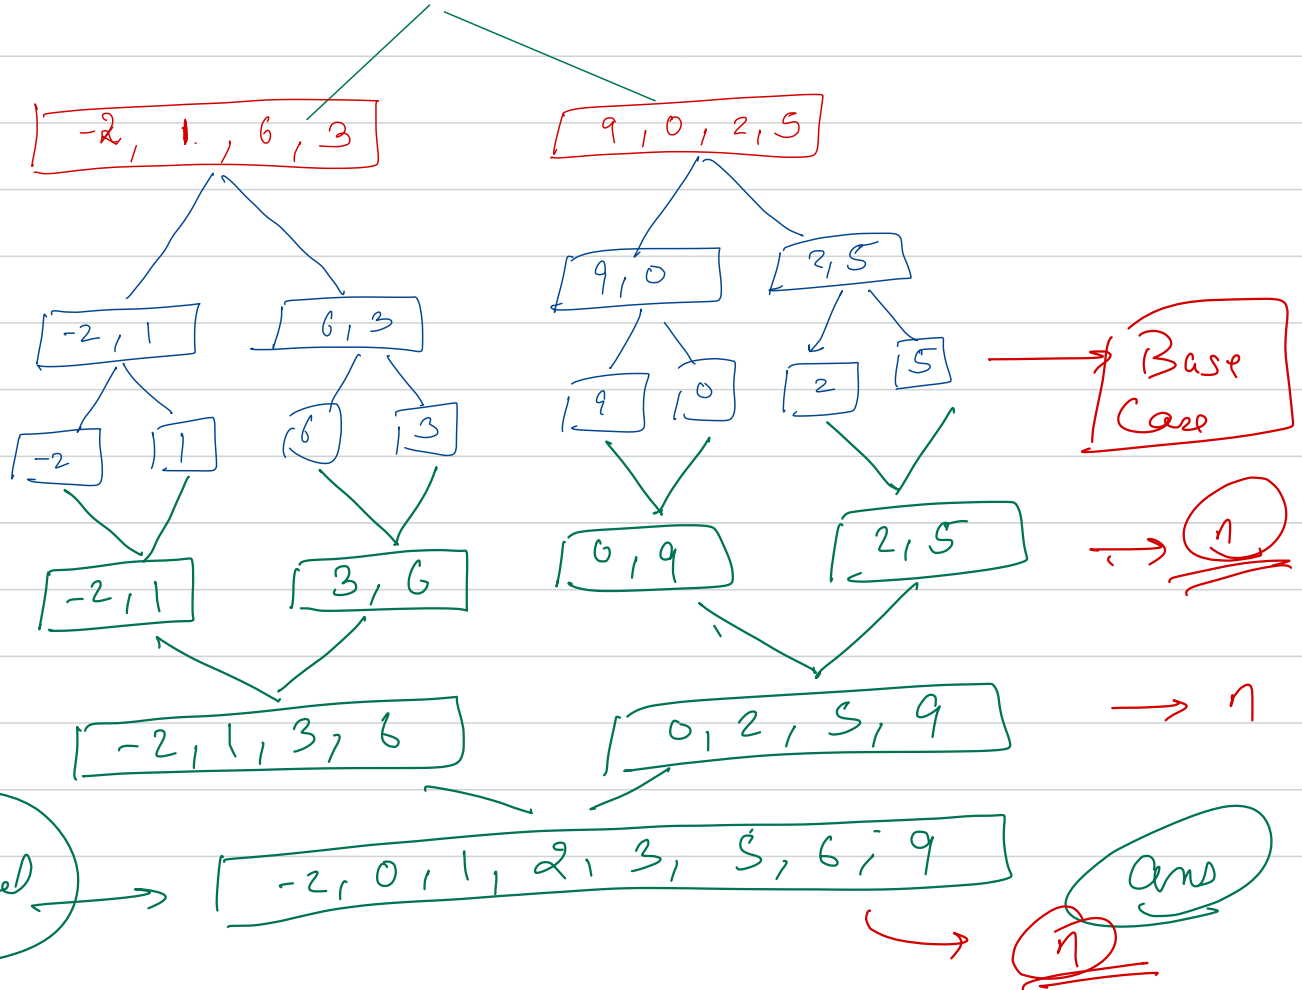 -2, 1, 6, 3 9, 0, 2, 5
9, 0 2, 5
-2, 1 6, 3
9 0 2 5 Base
-2 1 6 3 Case
0, 9 2, 5 n
-2, 1 3, 6
-2, 1, 3, 6 0, 2, 5, 9 n
-2, 0, 1, 2, 3, 5, 6, 9 ans
n